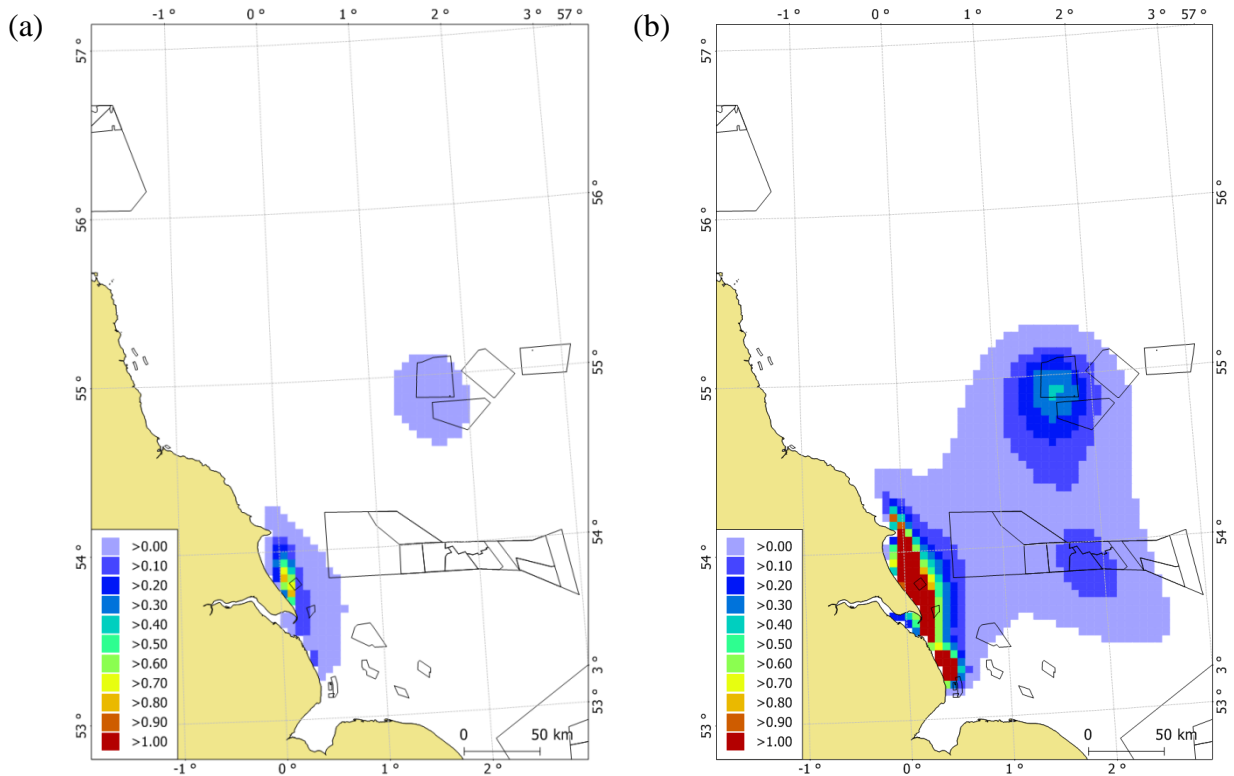 (a)
-1 ° 0 ° 1 ° 2 ° 3 ° 57 °
57 °
56 ° 56 °
55 ° 55 °
54 ° 54 °
3 °
53 °
53 °
>0.00
>0.10
>0.20
>0.30
>0.40
>0.50
>0.60
>0.70
>0.80
>0.90
>1.00
0 50 km
-1 ° 0 ° 1 ° 2 °
(b)
-1 ° 0 ° 1 ° 2 ° 3 ° 57 °
57 °
56 ° 56 °
55 ° 55 °
54 ° 54 °
3 °
53 °
53 °
>0.00
>0.10
>0.20
>0.30
>0.40
>0.50
>0.60
>0.70
>0.80
>0.90
>1.00
0 50 km
-1 ° 0 ° 1 ° 2 °